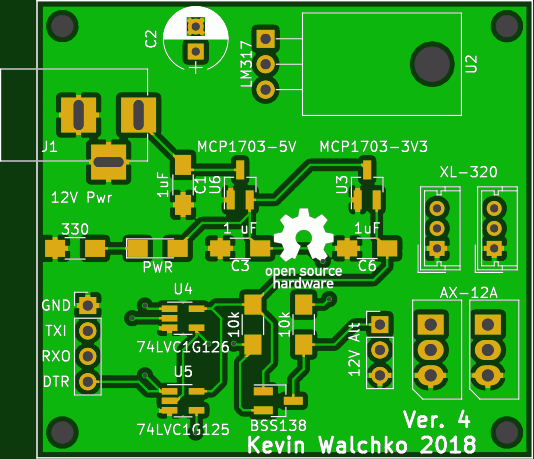 C2
LM317
U2
J1
MCP1703-5V
MCP1703-3V3
XL-320
1uF
C1
U6
U3
12V Pwr
330
1 uF
1uF
PWR
C3
C6
open source
hardware
GND
TXI
RXO
DTR
U4
74LVC1G126
10k
10k
AX-12A
12V Alt
U5
74LVC1G125
BSS138
Ver. 4
Kevin Walchko 2018